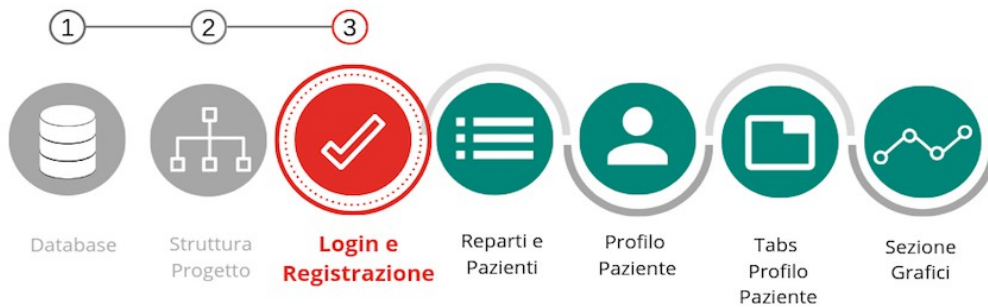 1 2 3
Database
Struttura
Progetto
Login e
Registrazione
Reparti e
Pazienti
Profilo
Paziente
Tabs
Profilo
Paziente
Sezione
Grafici